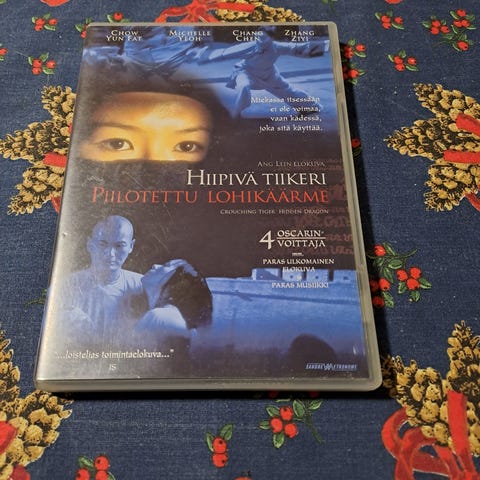 CHOW YUN FAT
MICHELLE YEOH
CHANG CHEN
ZHANG ZIYI
Miekassa itsessään
ei ole voimaa,
vaan kädessä,
joka sitä käyttää.
ANG LEEN ELOKUVA
HIIPIVÄ TIIKERI
PIILOTETTU LOHIKÄÄRME
CROUCHING TIGER HIDDEN DRAGON
4 OSCARIN-
VOITTAJA
PARAS ULKOMAINEN
ELOKUVA
PARAS MUSIIKKI
"...loistelias toimintaelokuva..."
IS
SANDREW METRONOME